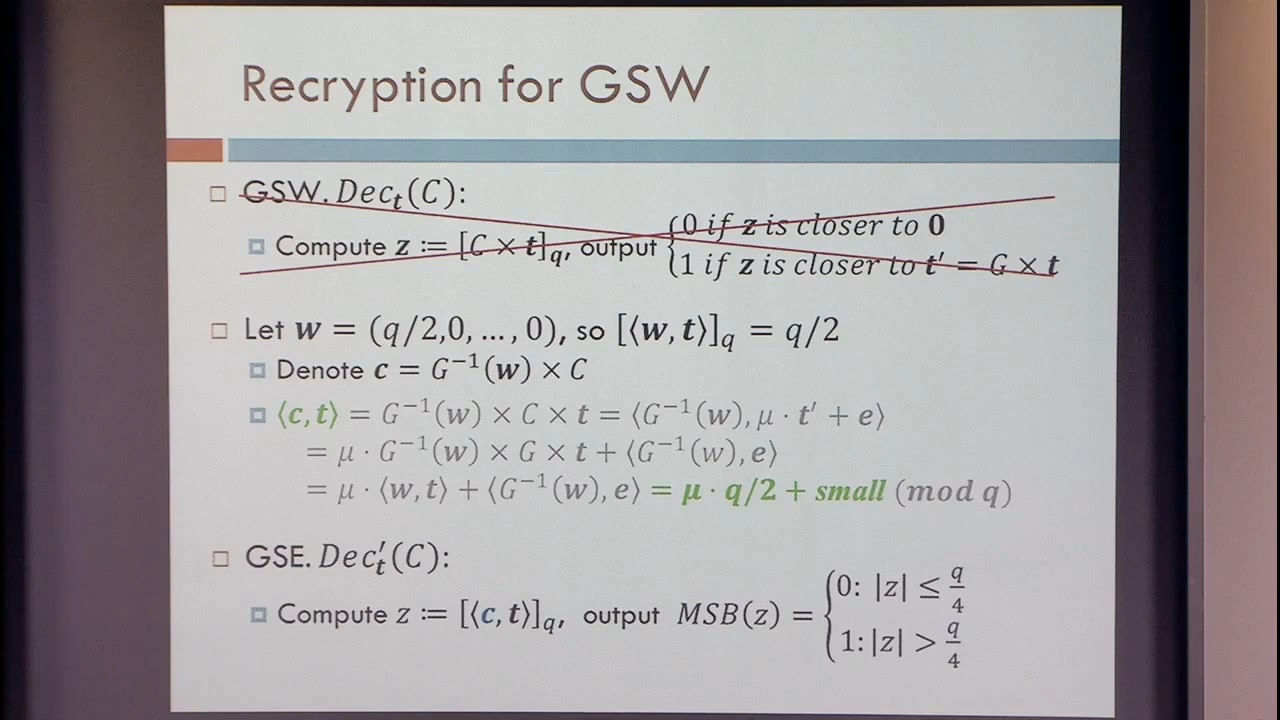 Recryption for GSW
GSW. Decₜ(C):
Compute z := [C × t]_q, output {0 if z is closer to 0
1 if z is closer to t′ = G × t
Let w = (q/2,0, …, 0), so [⟨w, t⟩]_q = q/2
Denote c = G⁻¹(w) × C
⟨c, t⟩ = G⁻¹(w) × C × t = ⟨G⁻¹(w), μ · t′ + e⟩
= μ · G⁻¹(w) × G × t + ⟨G⁻¹(w), e⟩
= μ · ⟨w, t⟩ + ⟨G⁻¹(w), e⟩ = μ · q/2 + small (mod q)
GSE. Dec′ₜ(C):
Compute z := [⟨c, t⟩]_q, output MSB(z) = {0: |z| ≤ q/4
1: |z| > q/4